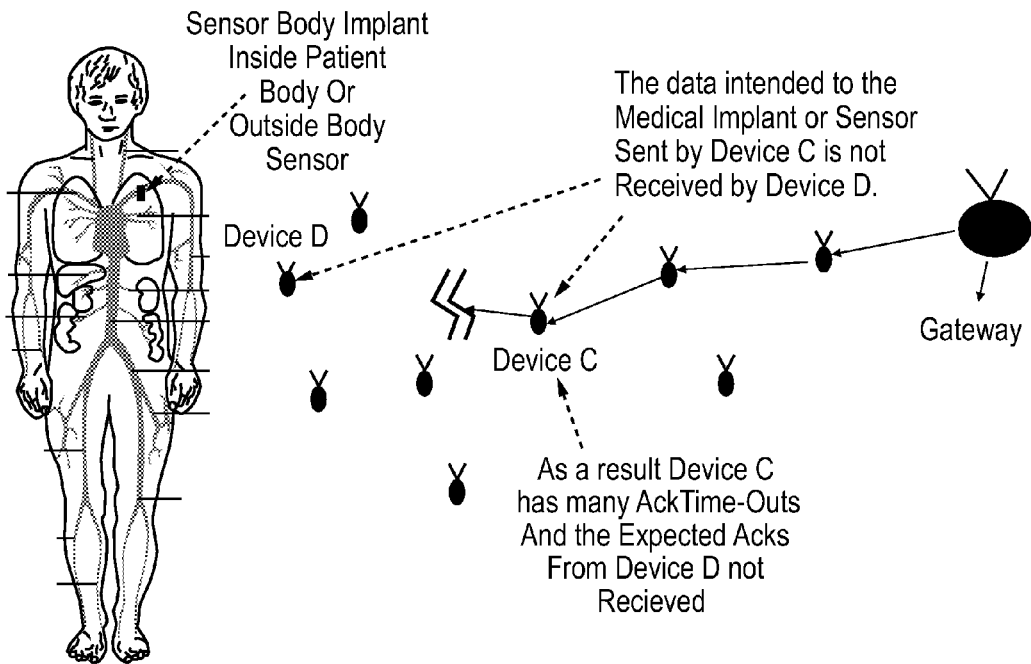 Sensor Body Implant
Inside Patient
Body Or
Outside Body
Sensor
The data intended to the
Medical Implant or Sensor
Sent by Device C is not
Received by Device D.
Device D
Gateway
Device C
As a result Device C
has many AckTime-Outs
And the Expected Acks
From Device D not
Recieved